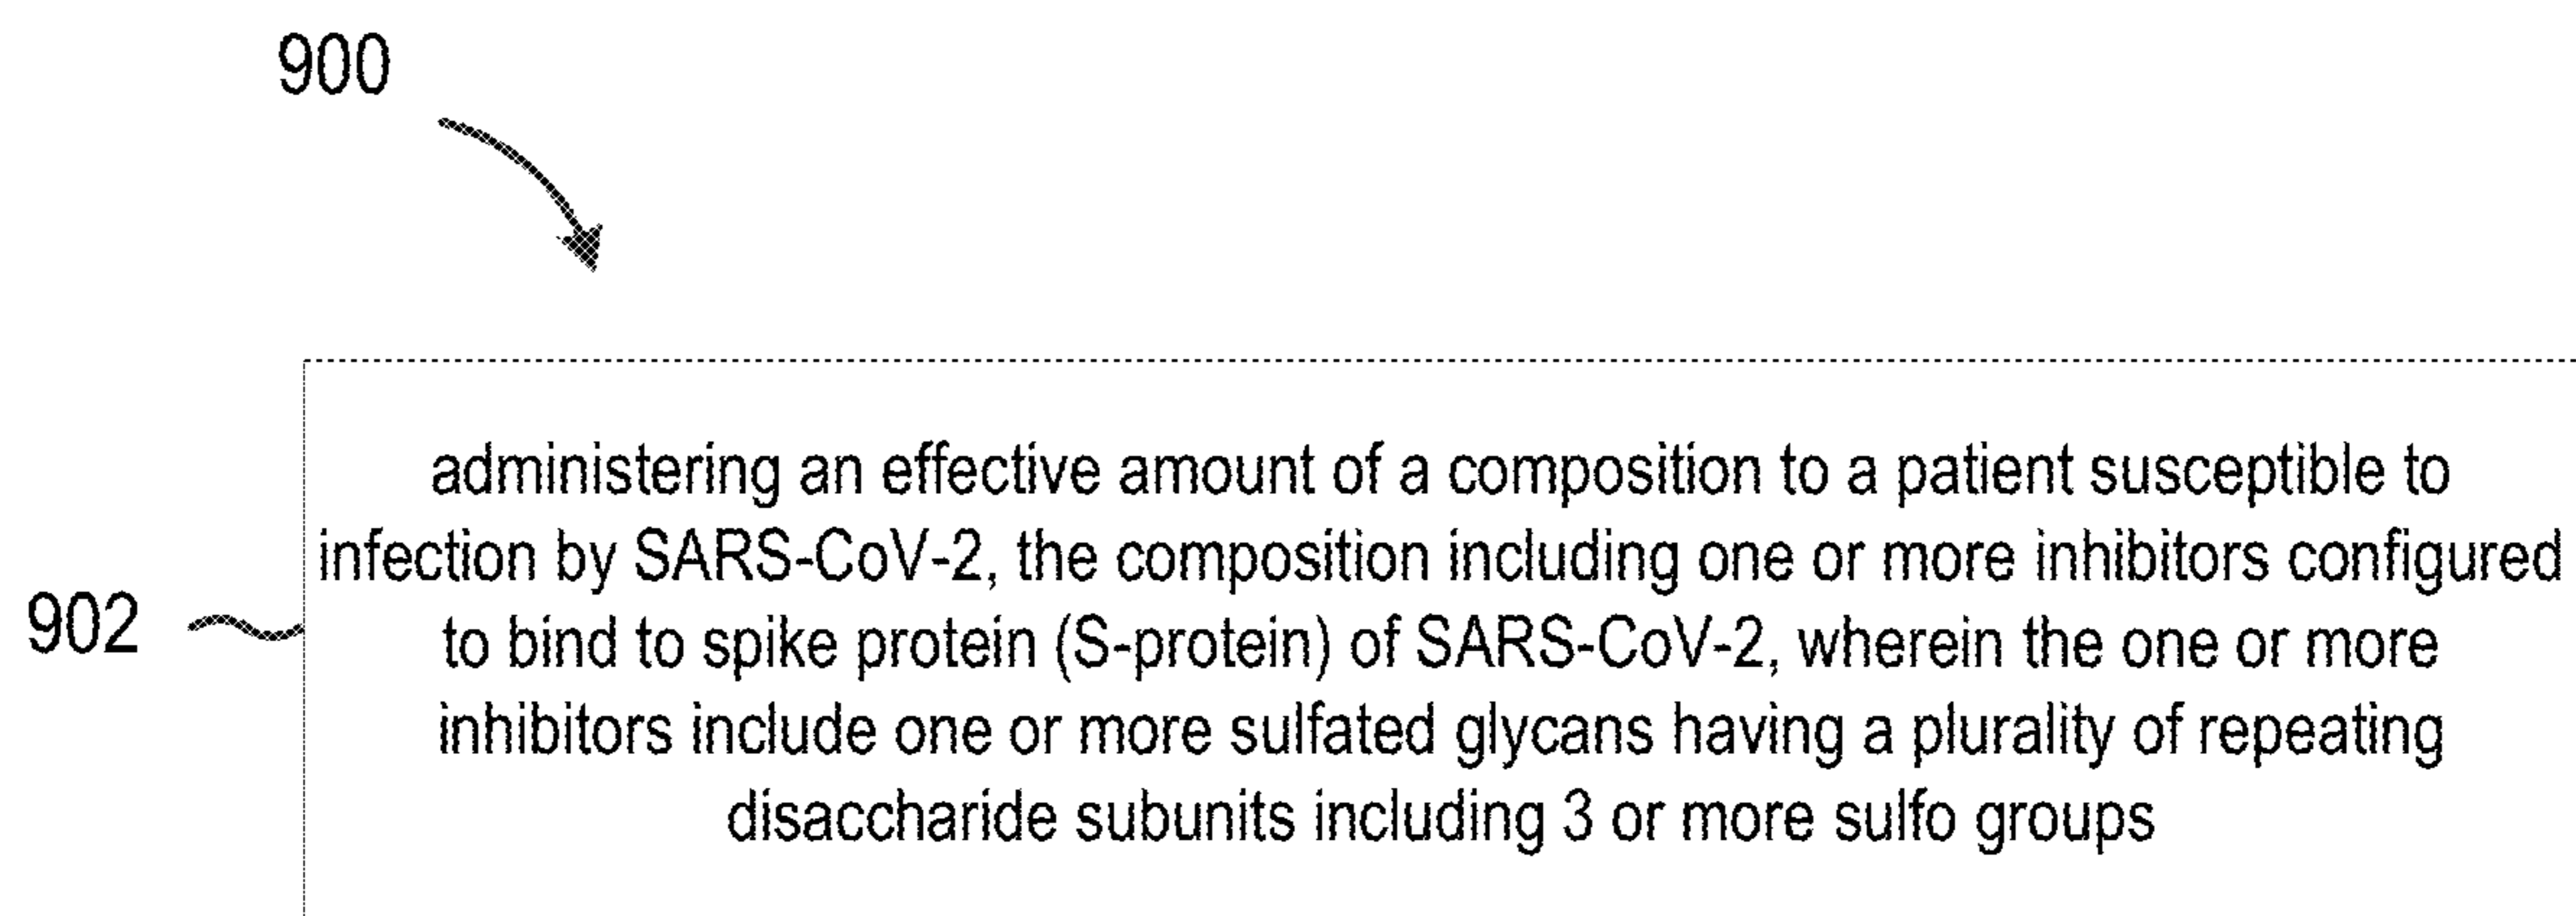 900
administering an effective amount of a composition to a patient susceptible to
infection by SARS-CoV-2, the composition including one or more inhibitors configured
902
to bind to spike protein (S-protein) of SARS-CoV-2, wherein the one or more
inhibitors include one or more sulfated glycans having a plurality of repeating
disaccharide subunits including 3 or more sulfo groups